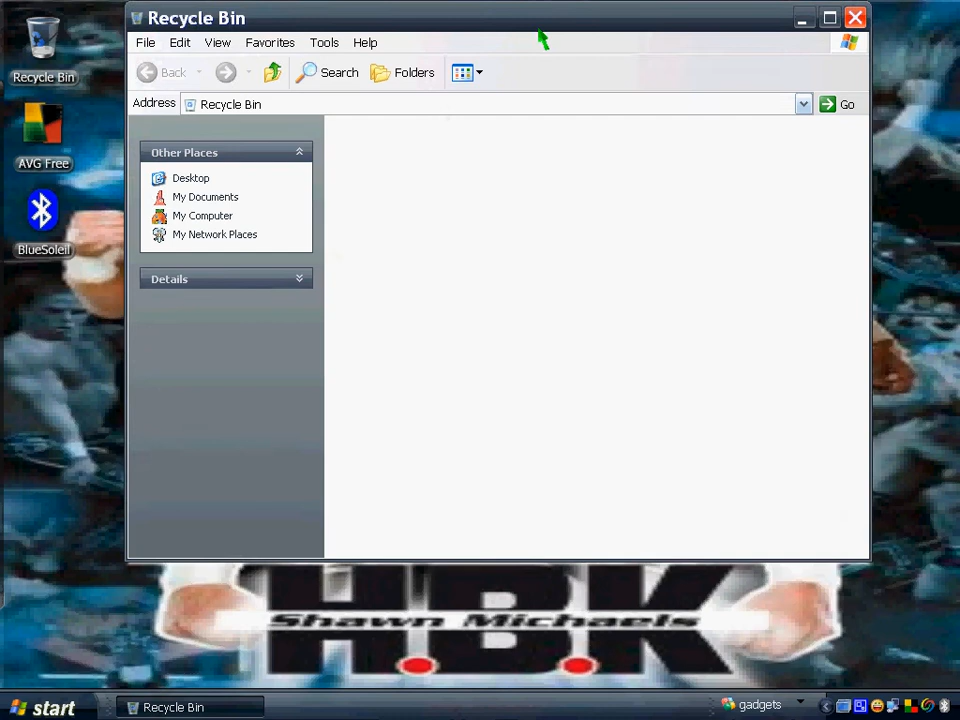 Recycle Bin
File Edit View Favorites Tools Help
Back Search Folders
Address Recycle Bin Go
Other Places
Desktop
My Documents
My Computer
My Network Places
Details
Recycle Bin
AVG Free
BlueSoleil
H.B.K
Shawn Michaels
start Recycle Bin gadgets